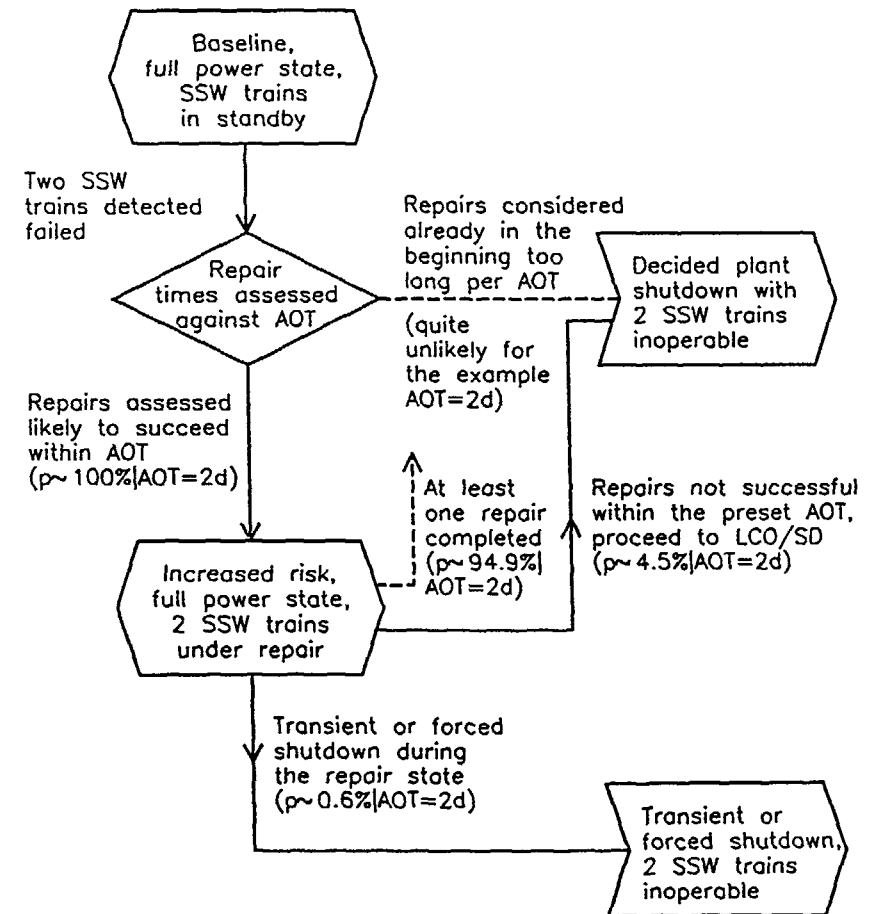 Baseline,
full power state,
SSW trains
in standby
Two SSW
trains detected
failed
Repair
times assessed
against AOT
Repairs considered
already in the
beginning too
long per AOT
(quite
unlikely for
the example
AOT=2d)
Decided plant
shutdown with
2 SSW trains
inoperable
Repairs assessed
likely to succeed
within AOT
(p~ 100%|AOT=2d)
At least
one repair
completed
(p~ 94.9%|
AOT=2d)
Repairs not successful
within the preset AOT,
proceed to LCO/SD
(p~ 4.5%|AOT=2d)
Increased risk,
full power state,
2 SSW trains
under repair
Transient or forced
shutdown during
the repair state
(p~ 0.6%|AOT=2d)
Transient or
forced shutdown,
2 SSW trains
inoperable